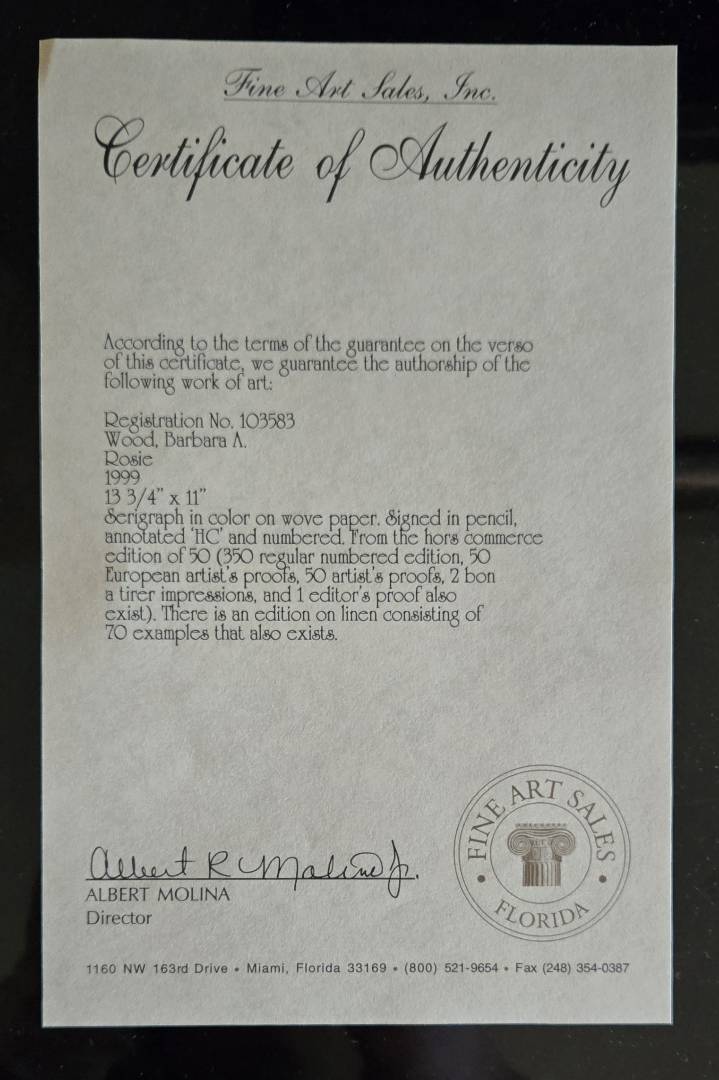 Fine Art Sales, Inc.
Certificate of Authenticity
According to the terms of the guarantee on the verso
of this certificate, we guarantee the authorship of the
following work of art:
Registration No. 103583
Wood, Barbara A.
Rosie
1999
13 3/4" x 11"
Serigraph in color on wove paper. Signed in pencil,
annotated 'HC' and numbered. From the hors commerce
edition of 50 (350 regular numbered edition, 50
European artist's proofs, 50 artist's proofs, 2 bon
a tirer impressions, and 1 editor's proof also
exist). There is an edition on linen consisting of
70 examples that also exists.
Albert R Molina Jr.
ALBERT MOLINA
Director
FINE ART SALES
FLORIDA
1160 NW 163rd Drive • Miami, Florida 33169 • (800) 521-9654 • Fax (248) 354-0387